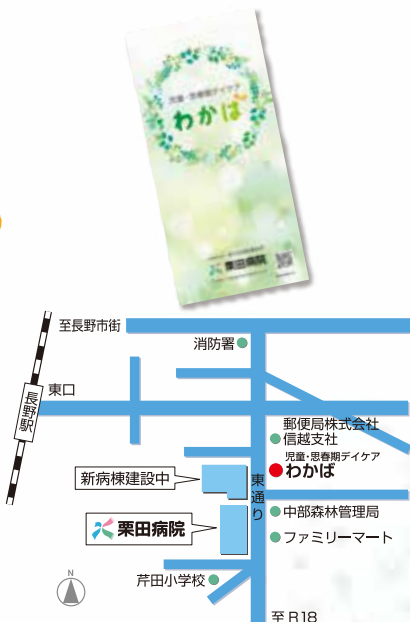 児童・思春期デイケア
わかば
栗田病院
至長野市街
消防署
東口
長野駅
郵便局株式会社
信越支社
児童・思春期デイケア
わかば
新病棟建設中
東通り
中部森林管理局
栗田病院
ファミリーマート
芹田小学校
N
至 R18